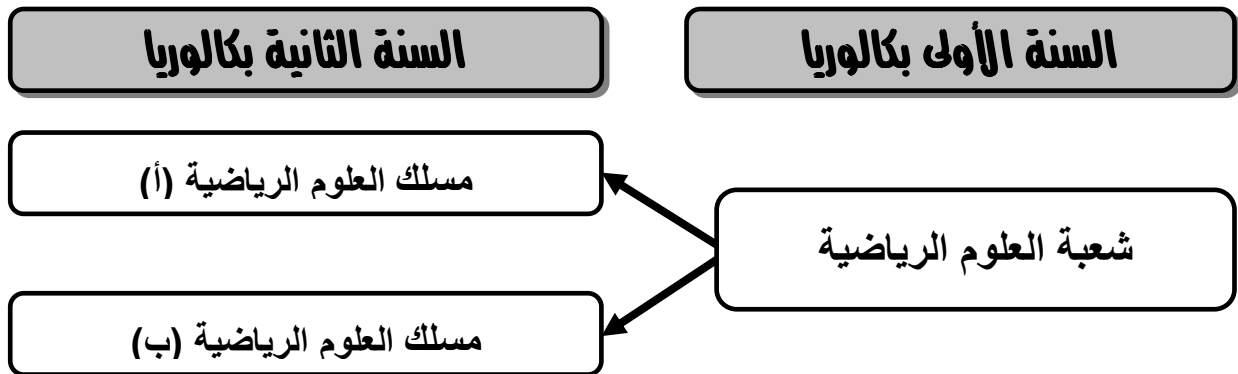 السنة الأولى بكالوريا
السنة الثانية بكالوريا
شعبة العلوم الرياضية
مسلك العلوم الرياضية (أ)
مسلك العلوم الرياضية (ب)